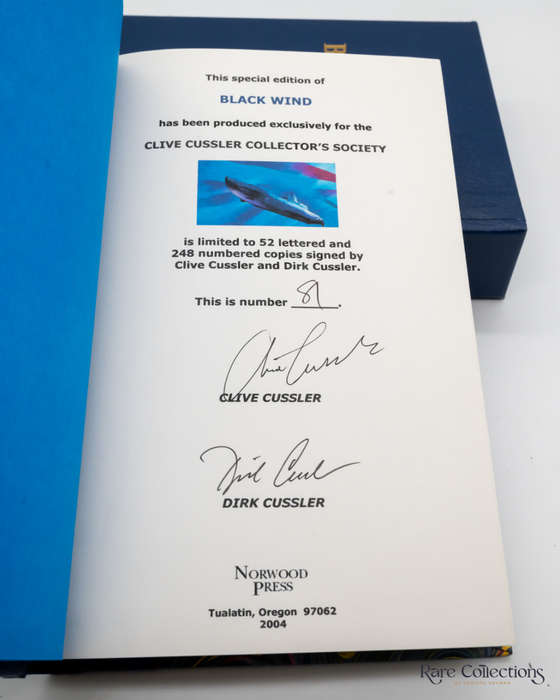 This special edition of
BLACK WIND
has been produced exclusively for the
CLIVE CUSSLER COLLECTOR'S SOCIETY
is limited to 52 lettered and
248 numbered copies signed by
Clive Cussler and Dirk Cussler.
This is number 81.
Clive Cussler
CLIVE CUSSLER
Dirk Cussler
DIRK CUSSLER
NORWOOD
PRESS
Tualatin, Oregon 97062
2004
Rare Collections